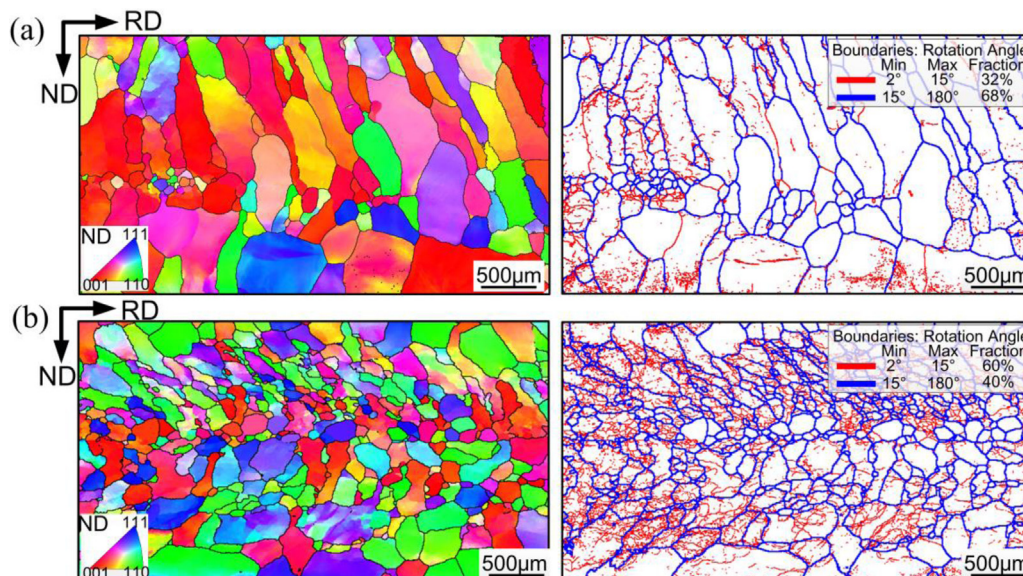 (a)
RD
ND
ND 111
001 110
500μm
Boundaries: Rotation Angle
Min Max Fraction
2° 15° 32%
15° 180° 68%
500μm
(b)
RD
ND
ND 111
001 110
500μm
Boundaries: Rotation Angle
Min Max Fraction
2° 15° 60%
15° 180° 40%
500μm